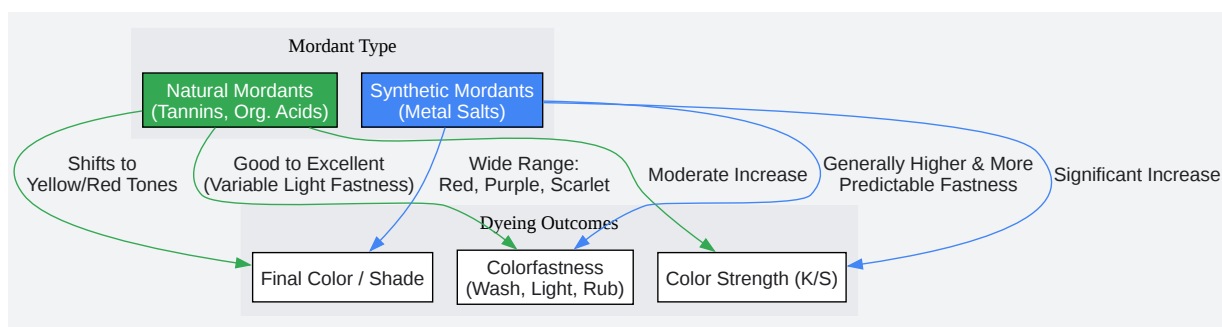 Mordant Type
Natural Mordants
(Tannins, Org. Acids)
Synthetic Mordants
(Metal Salts)
Shifts to
Yellow/Red Tones
Good to Excellent
(Variable Light Fastness)
Wide Range:
Red, Purple, Scarlet
Moderate Increase
Generally Higher & More
Predictable Fastness
Significant Increase
Dyeing Outcomes
Final Color / Shade
Colorfastness
(Wash, Light, Rub)
Color Strength (K/S)